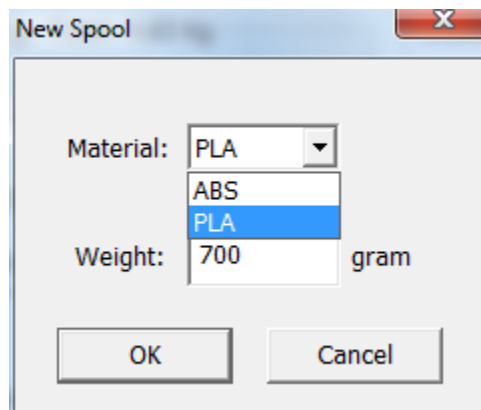 New Spool
Material: PLA
ABS
PLA
Weight: 700 gram
OK Cancel